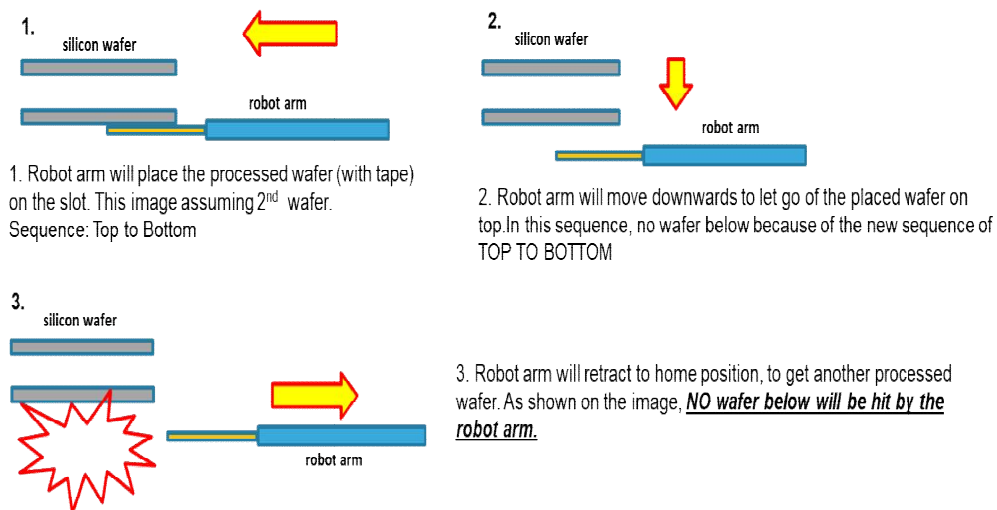 1.
silicon wafer
robot arm
1. Robot arm will place the processed wafer (with tape)
on the slot. This image assuming 2nd wafer.
Sequence: Top to Bottom
2.
silicon wafer
robot arm
2. Robot arm will move downwards to let go of the placed wafer on
top.In this sequence, no wafer below because of the new sequence of
TOP TO BOTTOM
3.
silicon wafer
robot arm
3. Robot arm will retract to home position, to get another processed
wafer. As shown on the image, NO wafer below will be hit by the
robot arm.